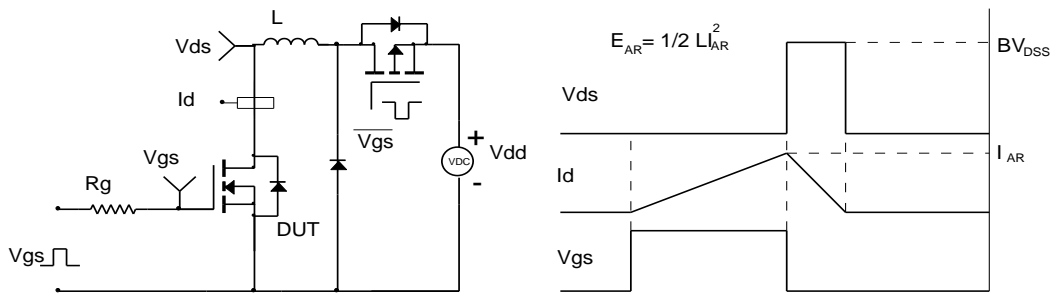 L
Vds
Id
Vgs
Vgs
+
VDC
Vdd
-
Vgs
Rg
DUT
Vgs
E_AR = 1/2 LI_AR^2
BV_DSS
Vds
I_AR
Id
Vgs